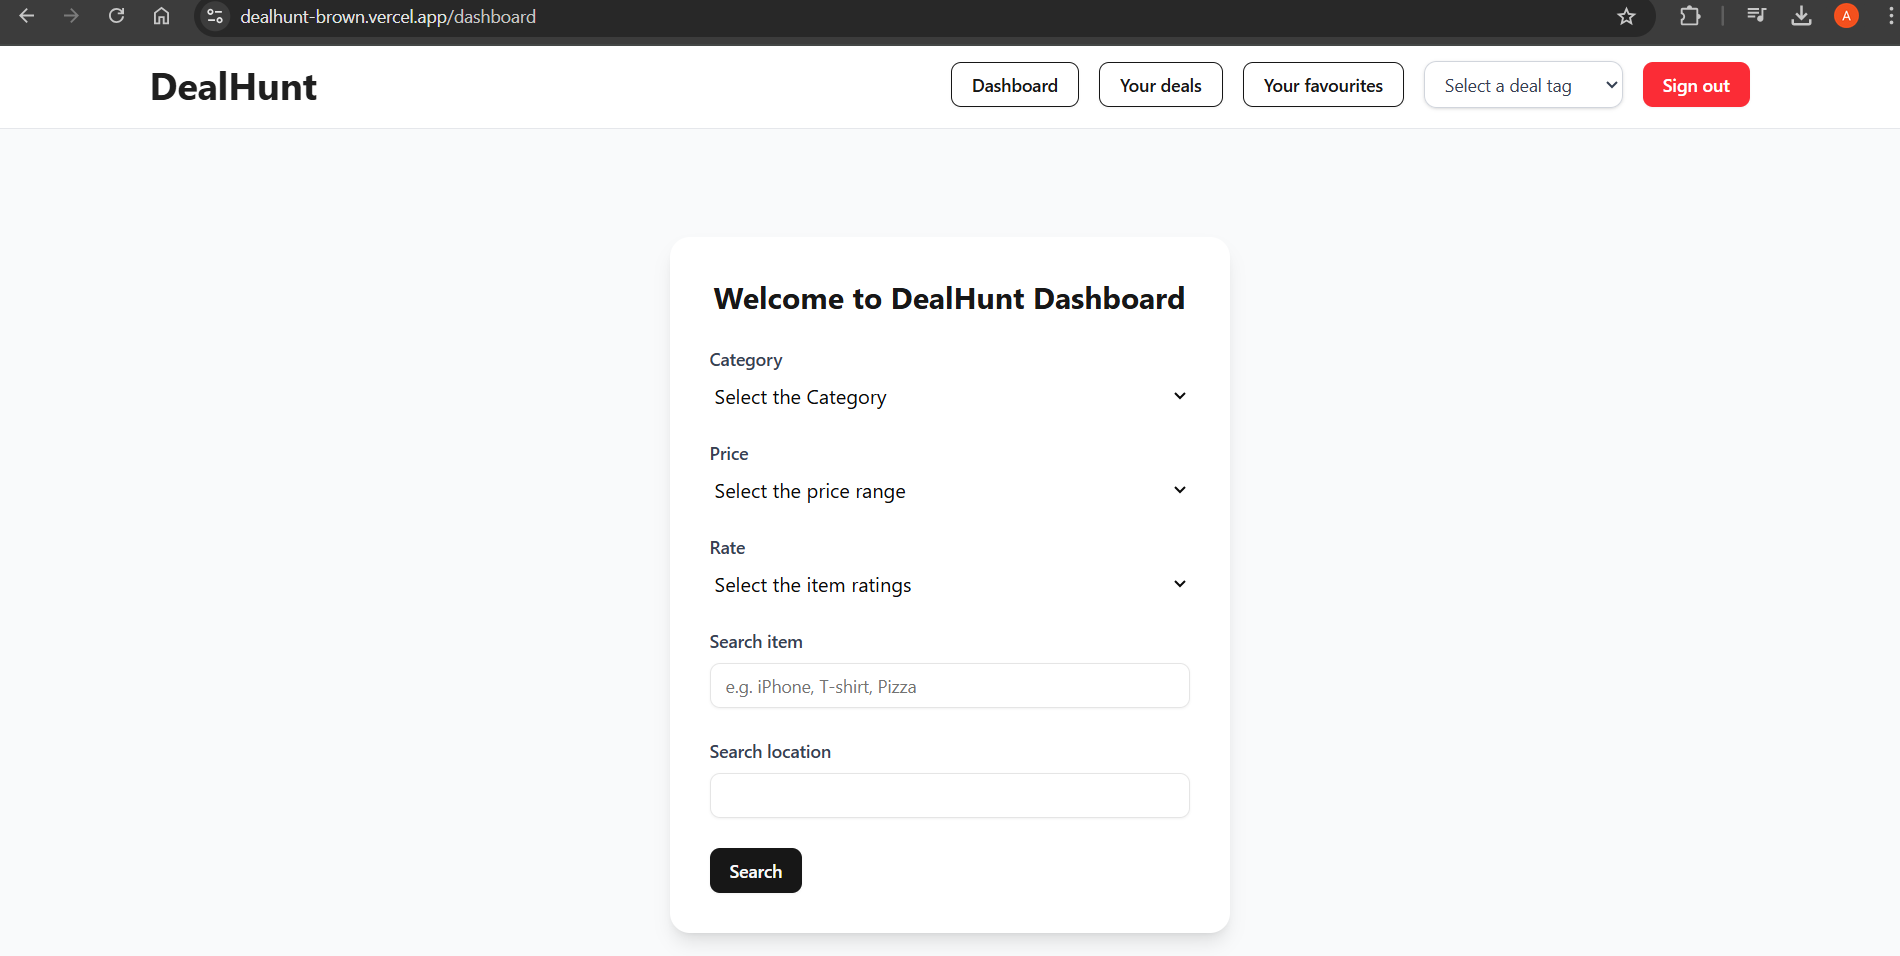 dealhunt-brown.vercel.app/dashboard
A
DealHunt
Dashboard
Your deals
Your favourites
Select a deal tag
Sign out
Welcome to DealHunt Dashboard
Category
Select the Category
Price
Select the price range
Rate
Select the item ratings
Search item
e.g. iPhone, T-shirt, Pizza
Search location
Search